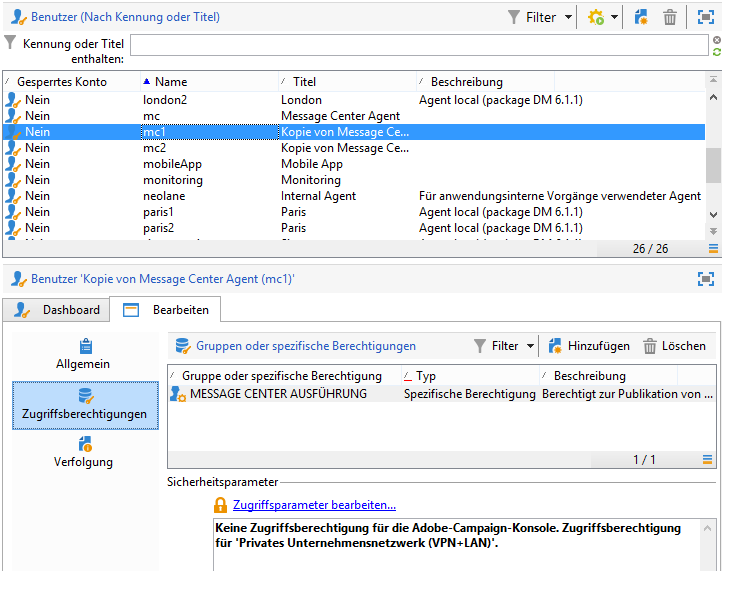 Benutzer (Nach Kennung oder Titel)
Filter
Kennung oder Titel
enthalten:
Gesperrtes Konto Name Titel Beschreibung
Nein london2 London Agent local (package DM 6.1.1)
Nein mc Message Center Agent
Nein mc1 Kopie von Message Ce...
Nein mc2 Kopie von Message Ce...
Nein mobileApp Mobile App
Nein monitoring Monitoring
Nein neolane Internal Agent Für anwendungsinterne Vorgänge verwendeter Agent
Nein paris1 Paris Agent local (package DM 6.1.1)
Nein paris2 Paris Agent local (package DM 6.1.1)
26 / 26
Benutzer 'Kopie von Message Center Agent (mc1)'
Dashboard Bearbeiten
Allgemein
Zugriffsberechtigungen
Verfolgung
Gruppen oder spezifische Berechtigungen Filter Hinzufügen Löschen
Gruppe oder spezifische Berechtigung Typ Beschreibung
MESSAGE CENTER AUSFÜHRUNG Spezifische Berechtigung Berechtigt zur Publikation von ...
1 / 1
Sicherheitsparameter
Zugriffsparameter bearbeiten...
Keine Zugriffsberechtigung für die Adobe-Campaign-Konsole. Zugriffsberechtigung
für 'Privates Unternehmensnetzwerk (VPN+LAN)'.